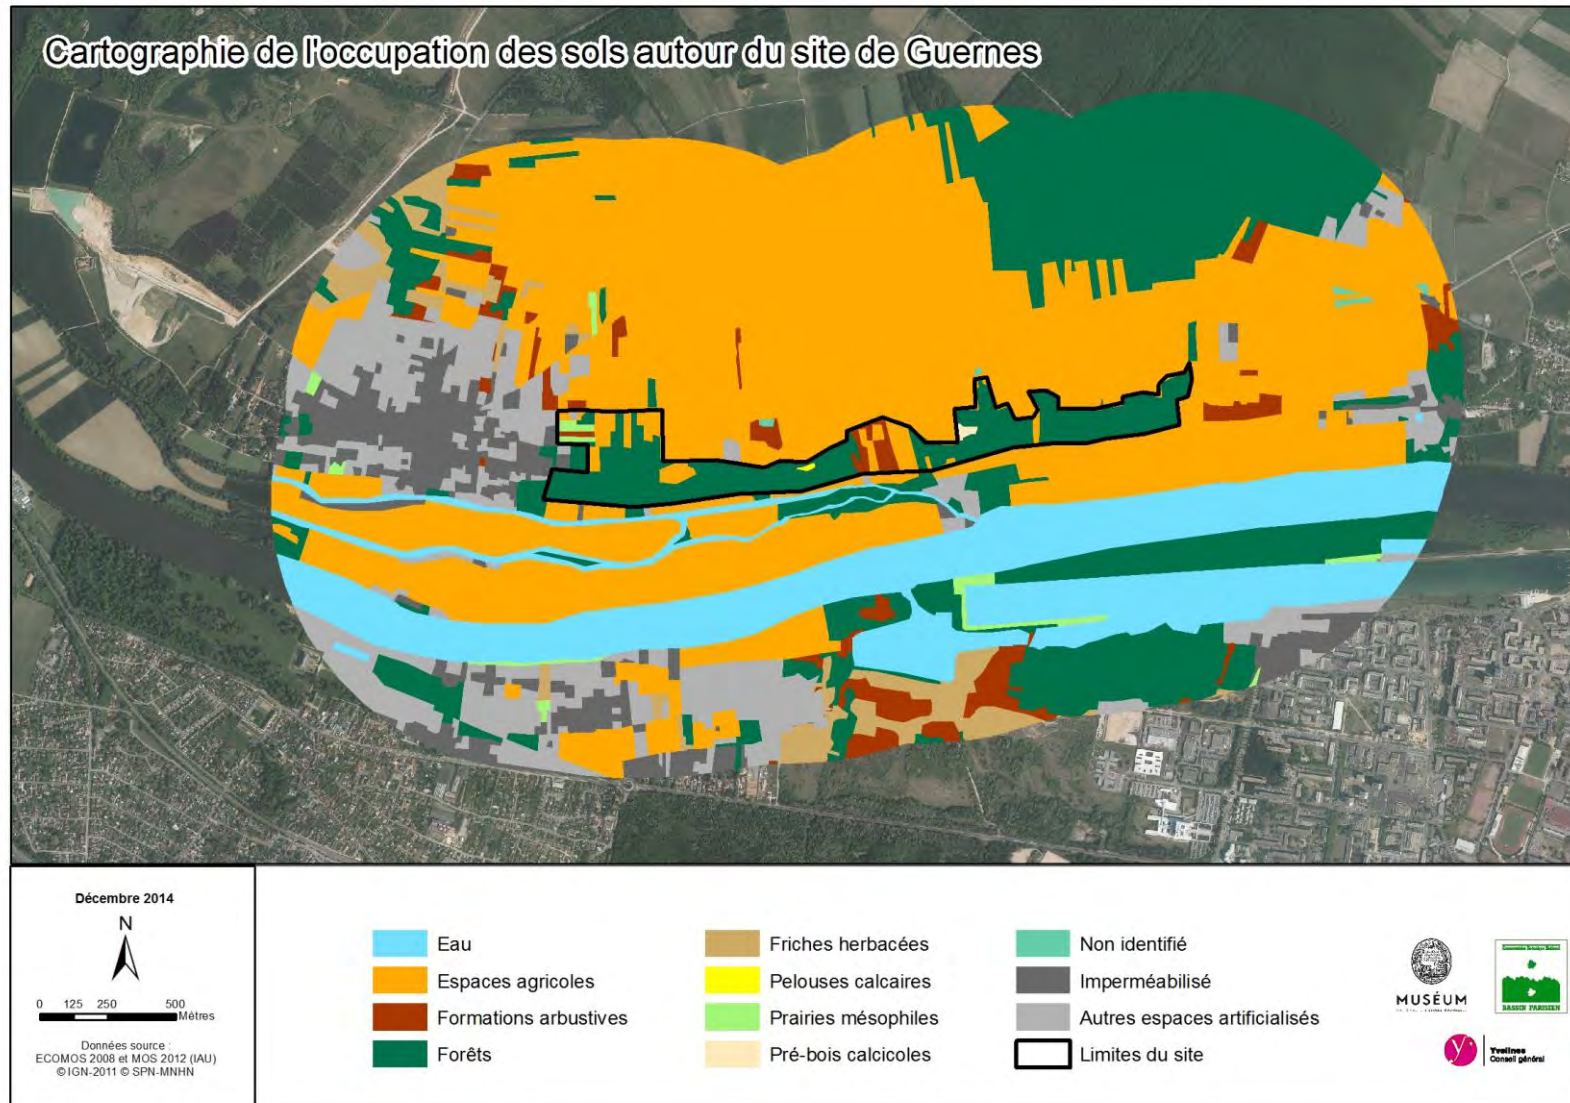 Cartographie de l'occupation des sols autour du site de Guernes
Décembre 2014
N
0 125 250 500
Mètres
Données source :
ECOMOS 2008 et MOS 2012 (IAU)
©IGN-2011 © SPN-MNHN
Eau
Espaces agricoles
Formations arbustives
Forêts
Friches herbacées
Pelouses calcaires
Prairies mésophiles
Pré-bois calcicoles
Non identifié
Imperméabilisé
Autres espaces artificialisés
Limites du site
MUSÉUM
BASSIN PARISIEN
Yvelines
Conseil général